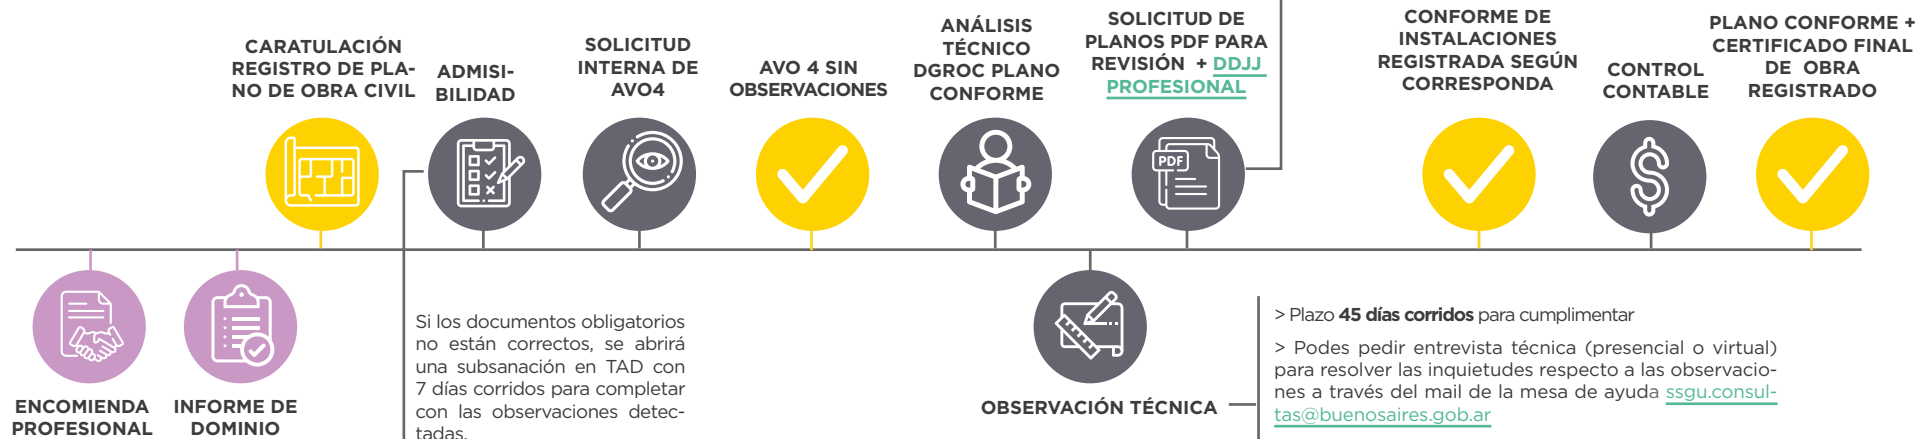 CARATULACIÓN
REGISTRO DE PLA-
NO DE OBRA CIVIL
ADMISI-
BILIDAD
SOLICITUD
INTERNA DE
AVO4
AVO 4 SIN
OBSERVACIONES
ANÁLISIS
TÉCNICO
DGROC PLANO
CONFORME
SOLICITUD DE
PLANOS PDF PARA
REVISIÓN + DDJJ
PROFESIONAL
CONFORME DE
INSTALACIONES
REGISTRADA SEGÚN
CORRESPONDA
CONTROL
CONTABLE
PLANO CONFORME +
CERTIFICADO FINAL
DE OBRA
REGISTRADO
PDF
ENCOMIENDA
PROFESIONAL
INFORME DE
DOMINIO
Si los documentos obligatorios
no están correctos, se abrirá
una subsanación en TAD con
7 días corridos para completar
con las observaciones detec-
tadas.
OBSERVACIÓN TÉCNICA
> Plazo 45 días corridos para cumplimentar
> Podes pedir entrevista técnica (presencial o virtual)
para resolver las inquietudes respecto a las observacio-
nes a través del mail de la mesa de ayuda ssgu.consul-
tas@buenosaires.gob.ar